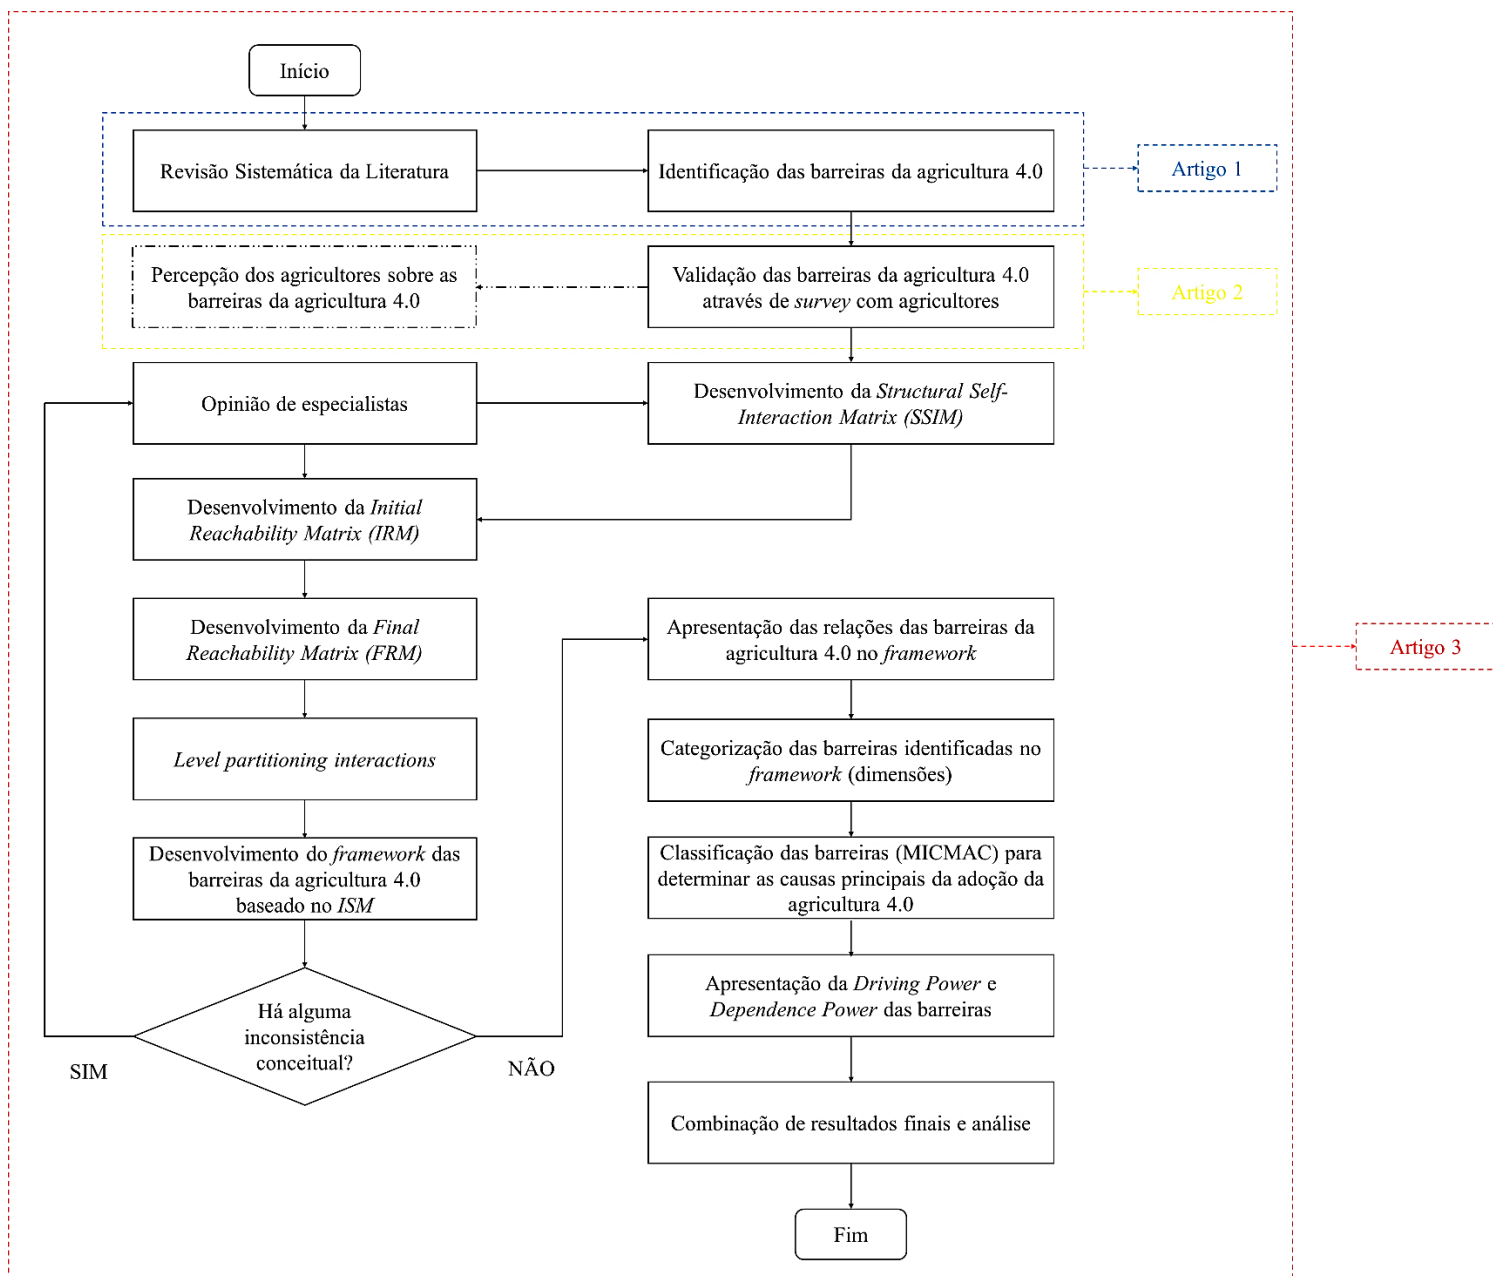 Início
Revisão Sistemática da Literatura
Identificação das barreiras da agricultura 4.0
Artigo 1
Percepção dos agricultores sobre as
barreiras da agricultura 4.0
Validação das barreiras da agricultura 4.0
através de survey com agricultores
Artigo 2
Opinião de especialistas
Desenvolvimento da Structural Self-
Interaction Matrix (SSIM)
Desenvolvimento da Initial
Reachability Matrix (IRM)
Desenvolvimento da Final
Reachability Matrix (FRM)
Apresentação das relações das barreiras da
agricultura 4.0 no framework
Artigo 3
Level partitioning interactions
Categorização das barreiras identificadas no
framework (dimensões)
Desenvolvimento do framework das
barreiras da agricultura 4.0
baseado no ISM
Classificação das barreiras (MICMAC) para
determinar as causas principais da adoção da
agricultura 4.0
Há alguma
inconsistência
conceitual?
SIM
NÃO
Apresentação da Driving Power e
Dependence Power das barreiras
Combinação de resultados finais e análise
Fim